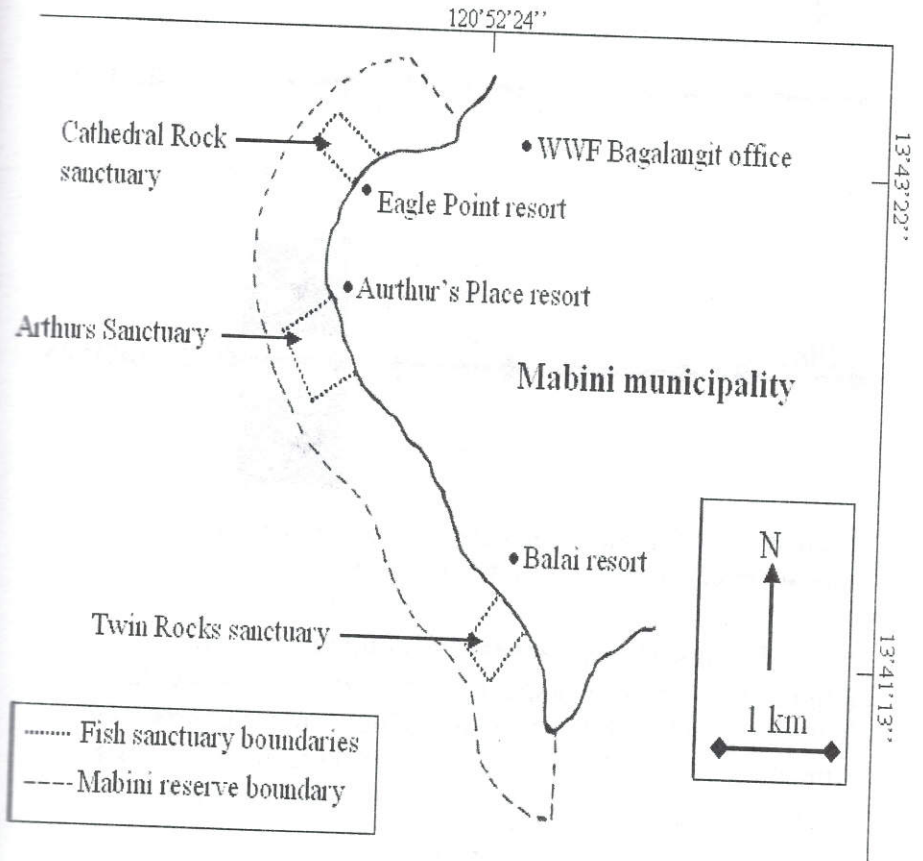 120°52'24''
Cathedral Rock
sanctuary
WWF Bagalangit office
13°43'22''
Eagle Point resort
Aurthur's Place resort
Arthurs Sanctuary
Mabini municipality
N
Balai resort
Twin Rocks sanctuary
13°41'13''
1 km
Fish sanctuary boundaries
Mabini reserve boundary